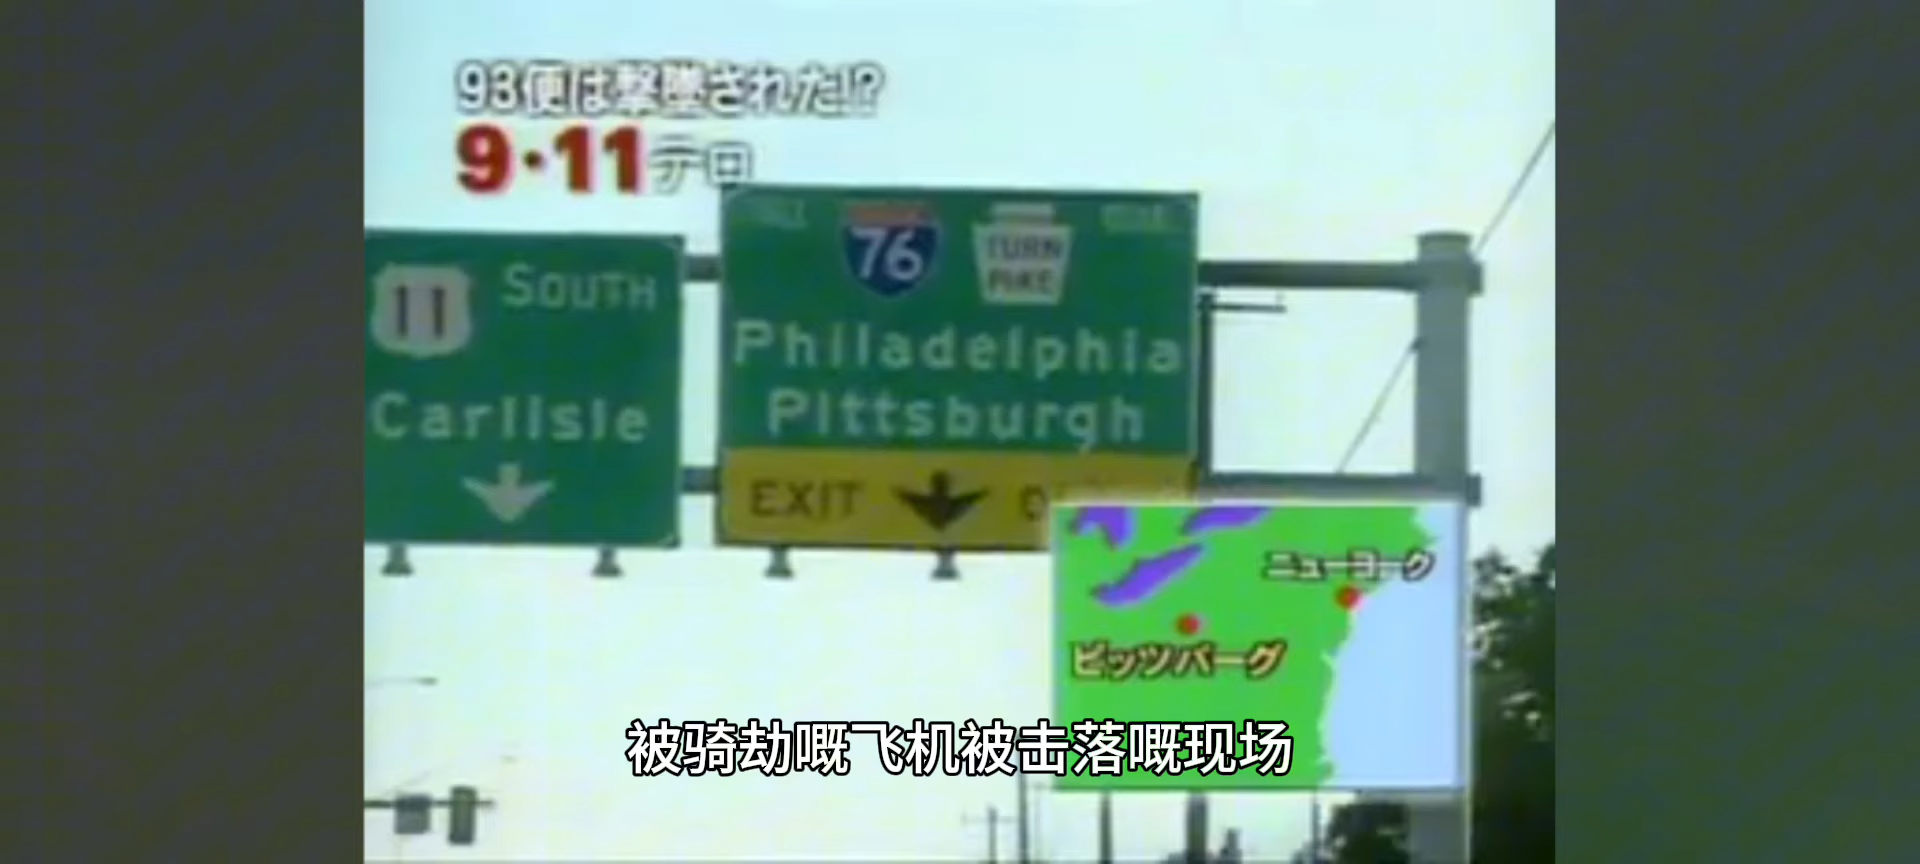 93便は撃墜された!?
9・11テロ
11 SOUTH
Carlisle
76 TURN PIKE
Philadelphia
Pittsburgh
EXIT
ニューヨーク
ピッツバーグ
被骑劫嘅飞机被击落嘅现场